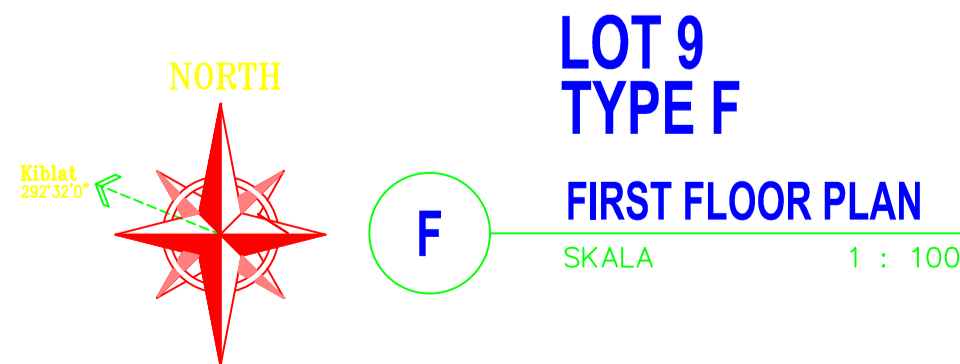 NORTH
Kiblat
292°32'0"
F
LOT 9
TYPE F
FIRST FLOOR PLAN
SKALA 1 : 100